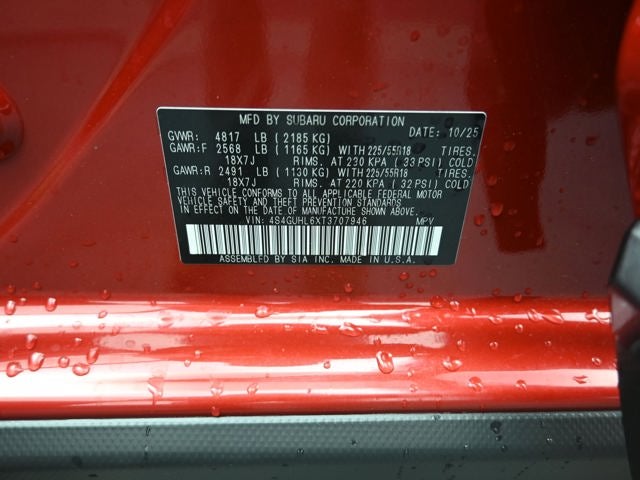 MFD BY SUBARU CORPORATION
GVWR: 4817 LB (2185 KG) DATE: 10/25
GAWR:F 2568 LB (1165 KG) WITH 225/55R18 TIRES.
18X7J RIMS. AT 230 KPA (33 PSI) COLD
GAWR:R 2491 LB (1130 KG) WITH 225/55R18 TIRES.
18X7J RIMS. AT 220 KPA (32 PSI) COLD
THIS VEHICLE CONFORMS TO ALL APPLICABLE FEDERAL MOTOR
VEHICLE SAFETY AND THEFT PREVENTION STANDARDS
IN EFFECT ON THE DATE OF MANUFACTURE SHOWN ABOVE.
VIN: 4S4GUHL6XT3707946 MPV
ASSEMBLED BY SIA INC. MADE IN U.S.A.